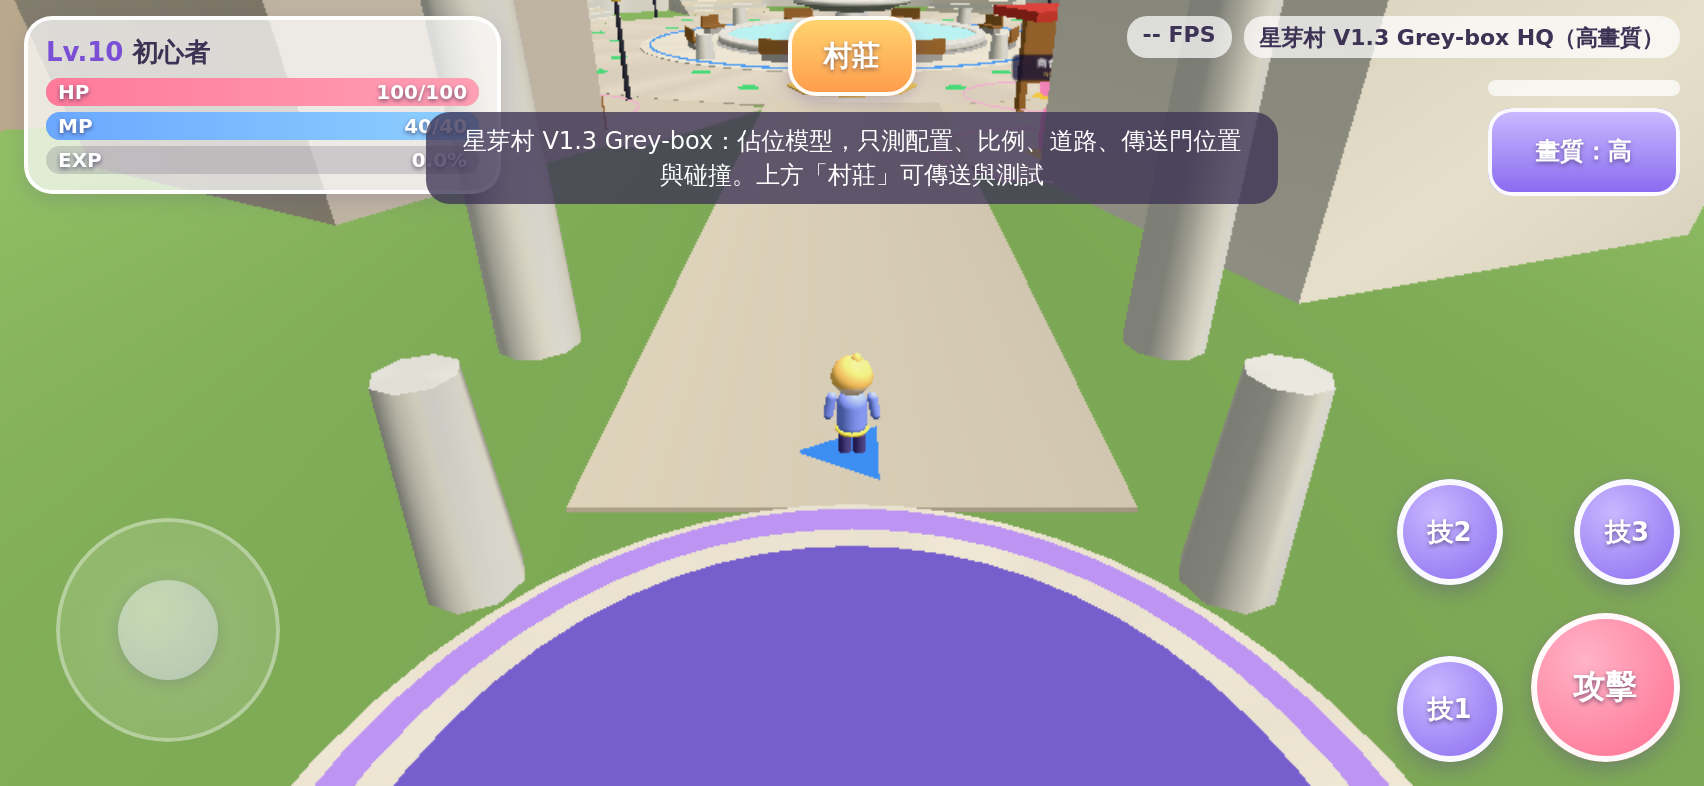 Lv.10 初心者
HP 100/100
MP 40/40
EXP 0.0%
村莊
-- FPS
星芽村 V1.3 Grey-box HQ（高畫質）
畫質：高
星芽村 V1.3 Grey-box：佔位模型，只測配置、比例、道路、傳送門位置
與碰撞。上方「村莊」可傳送與測試
技2
技3
技1
攻擊